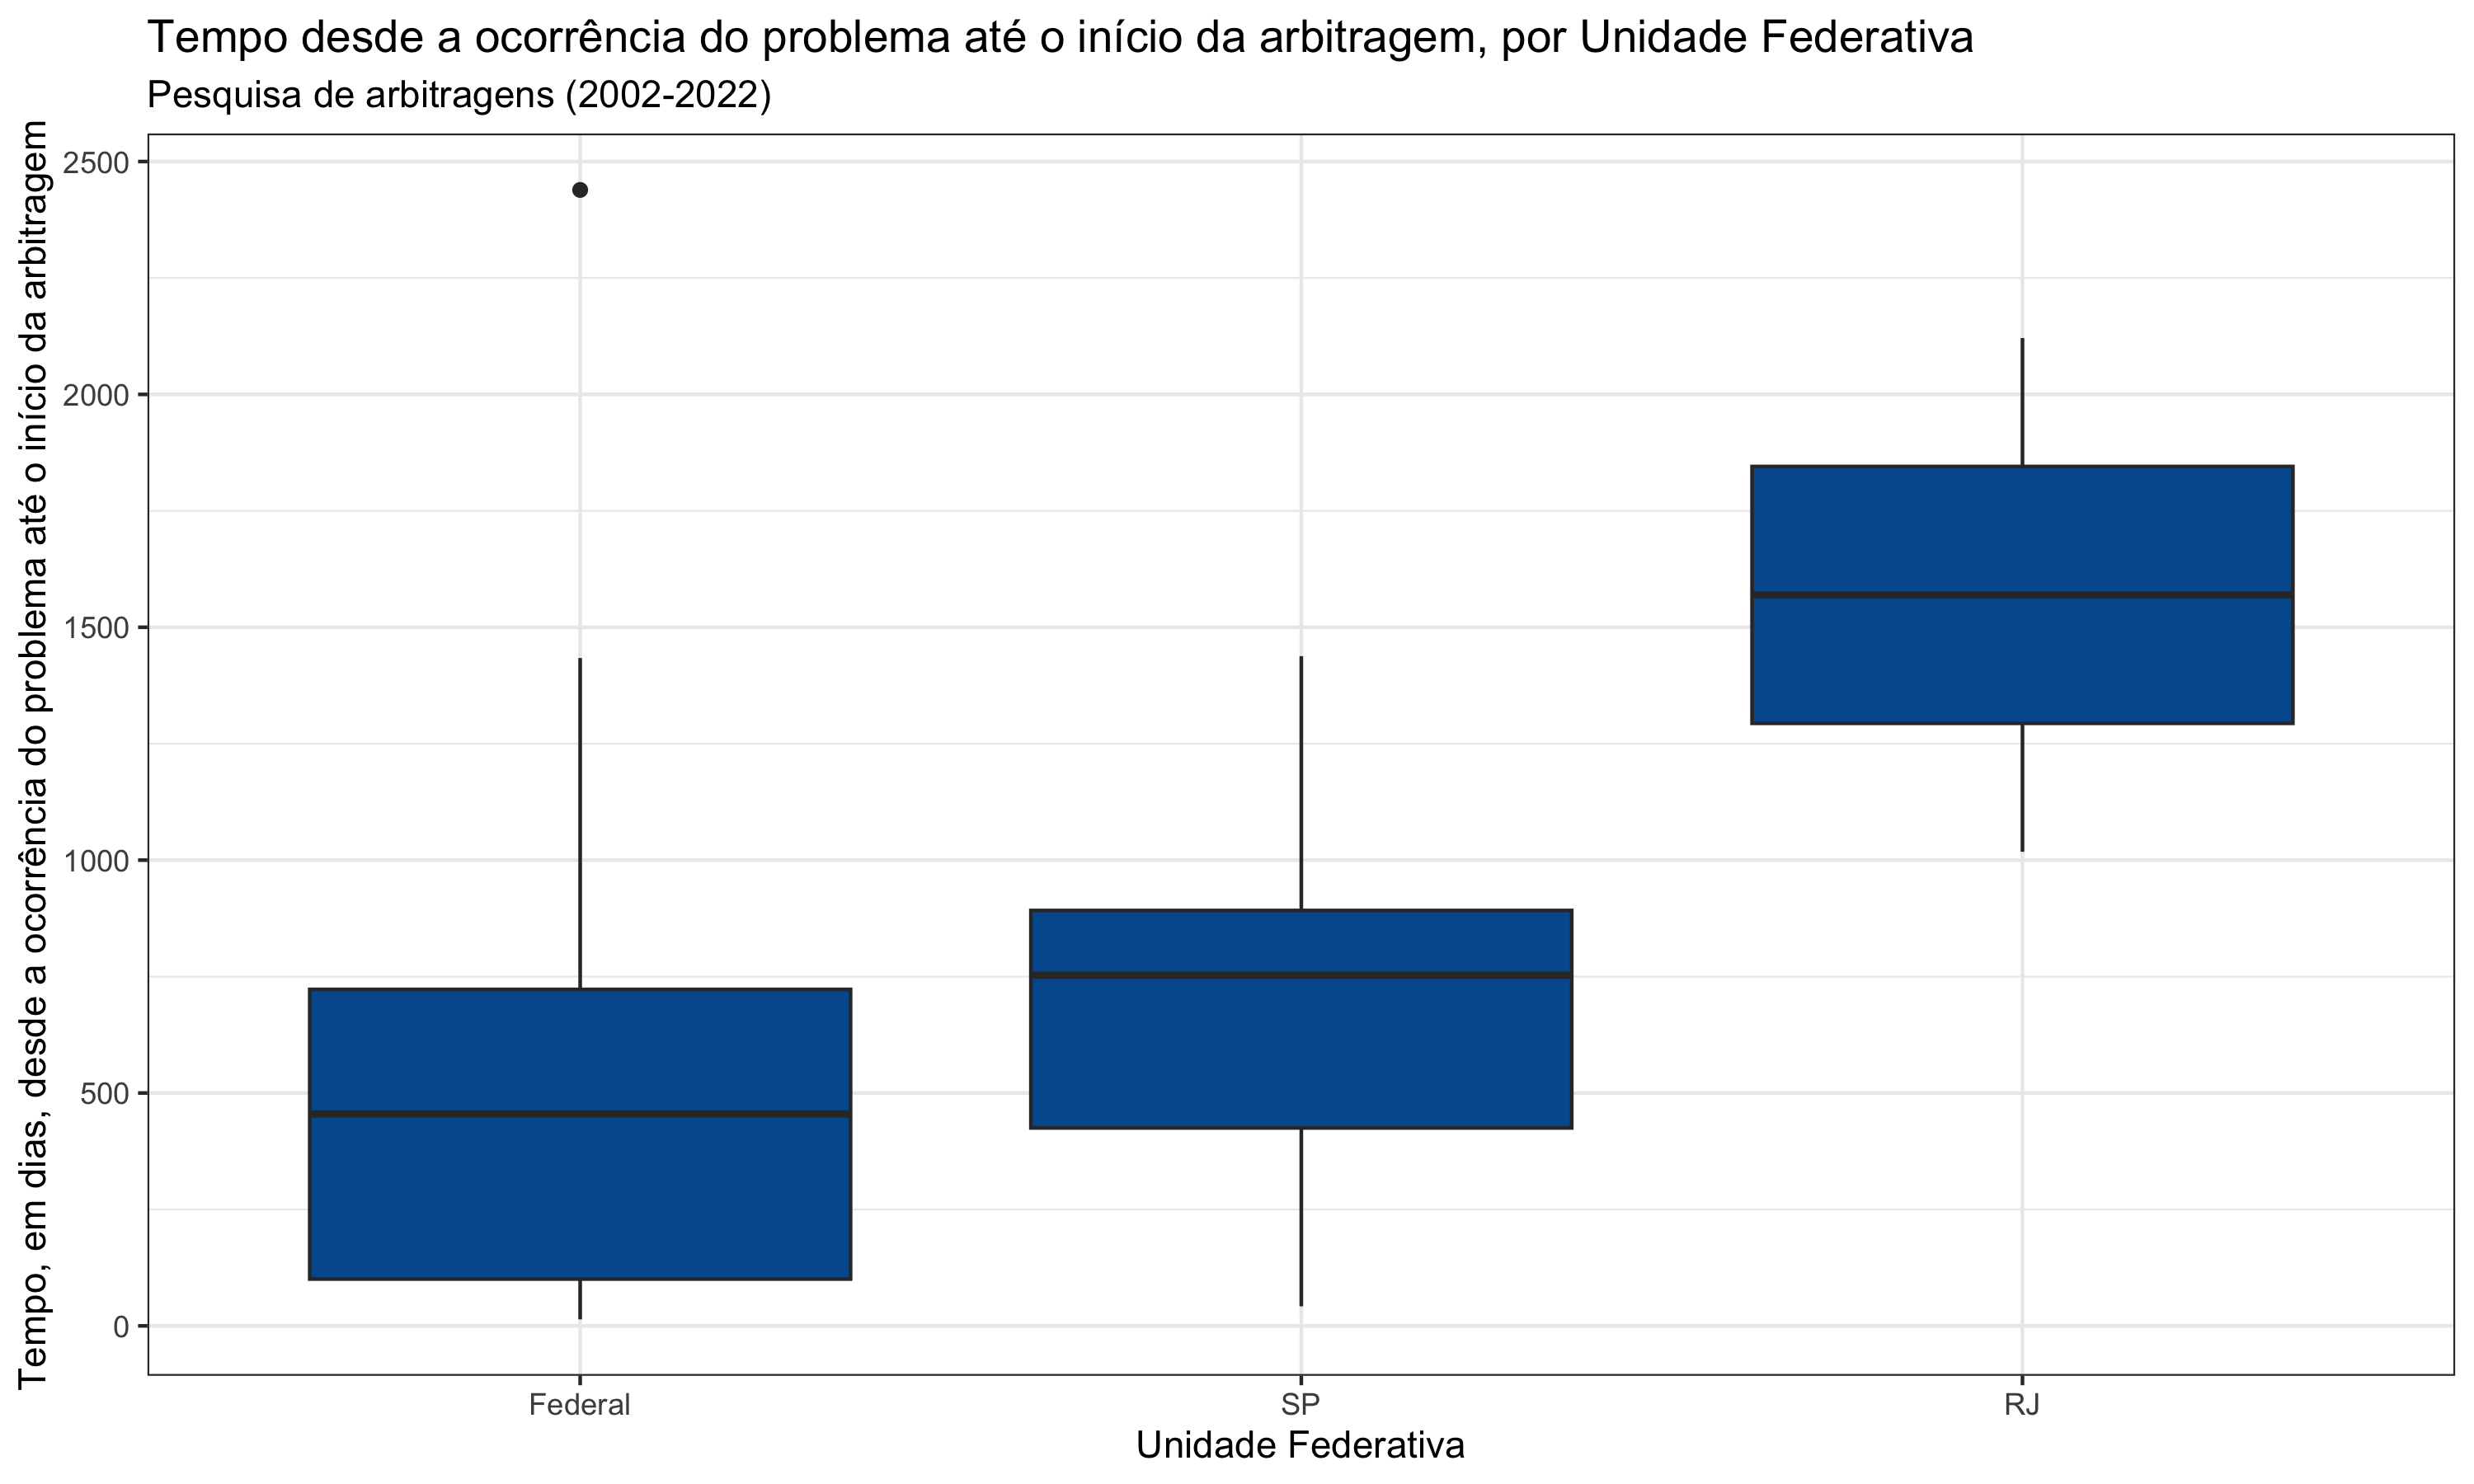 Tempo desde a ocorrência do problema até o início da arbitragem, por Unidade Federativa
Pesquisa de arbitragens (2002-2022)
Tempo, em dias, desde a ocorrência do problema até o início da arbitragem
2500
2000
1500
1000
500
0
Federal
SP
RJ
Unidade Federativa